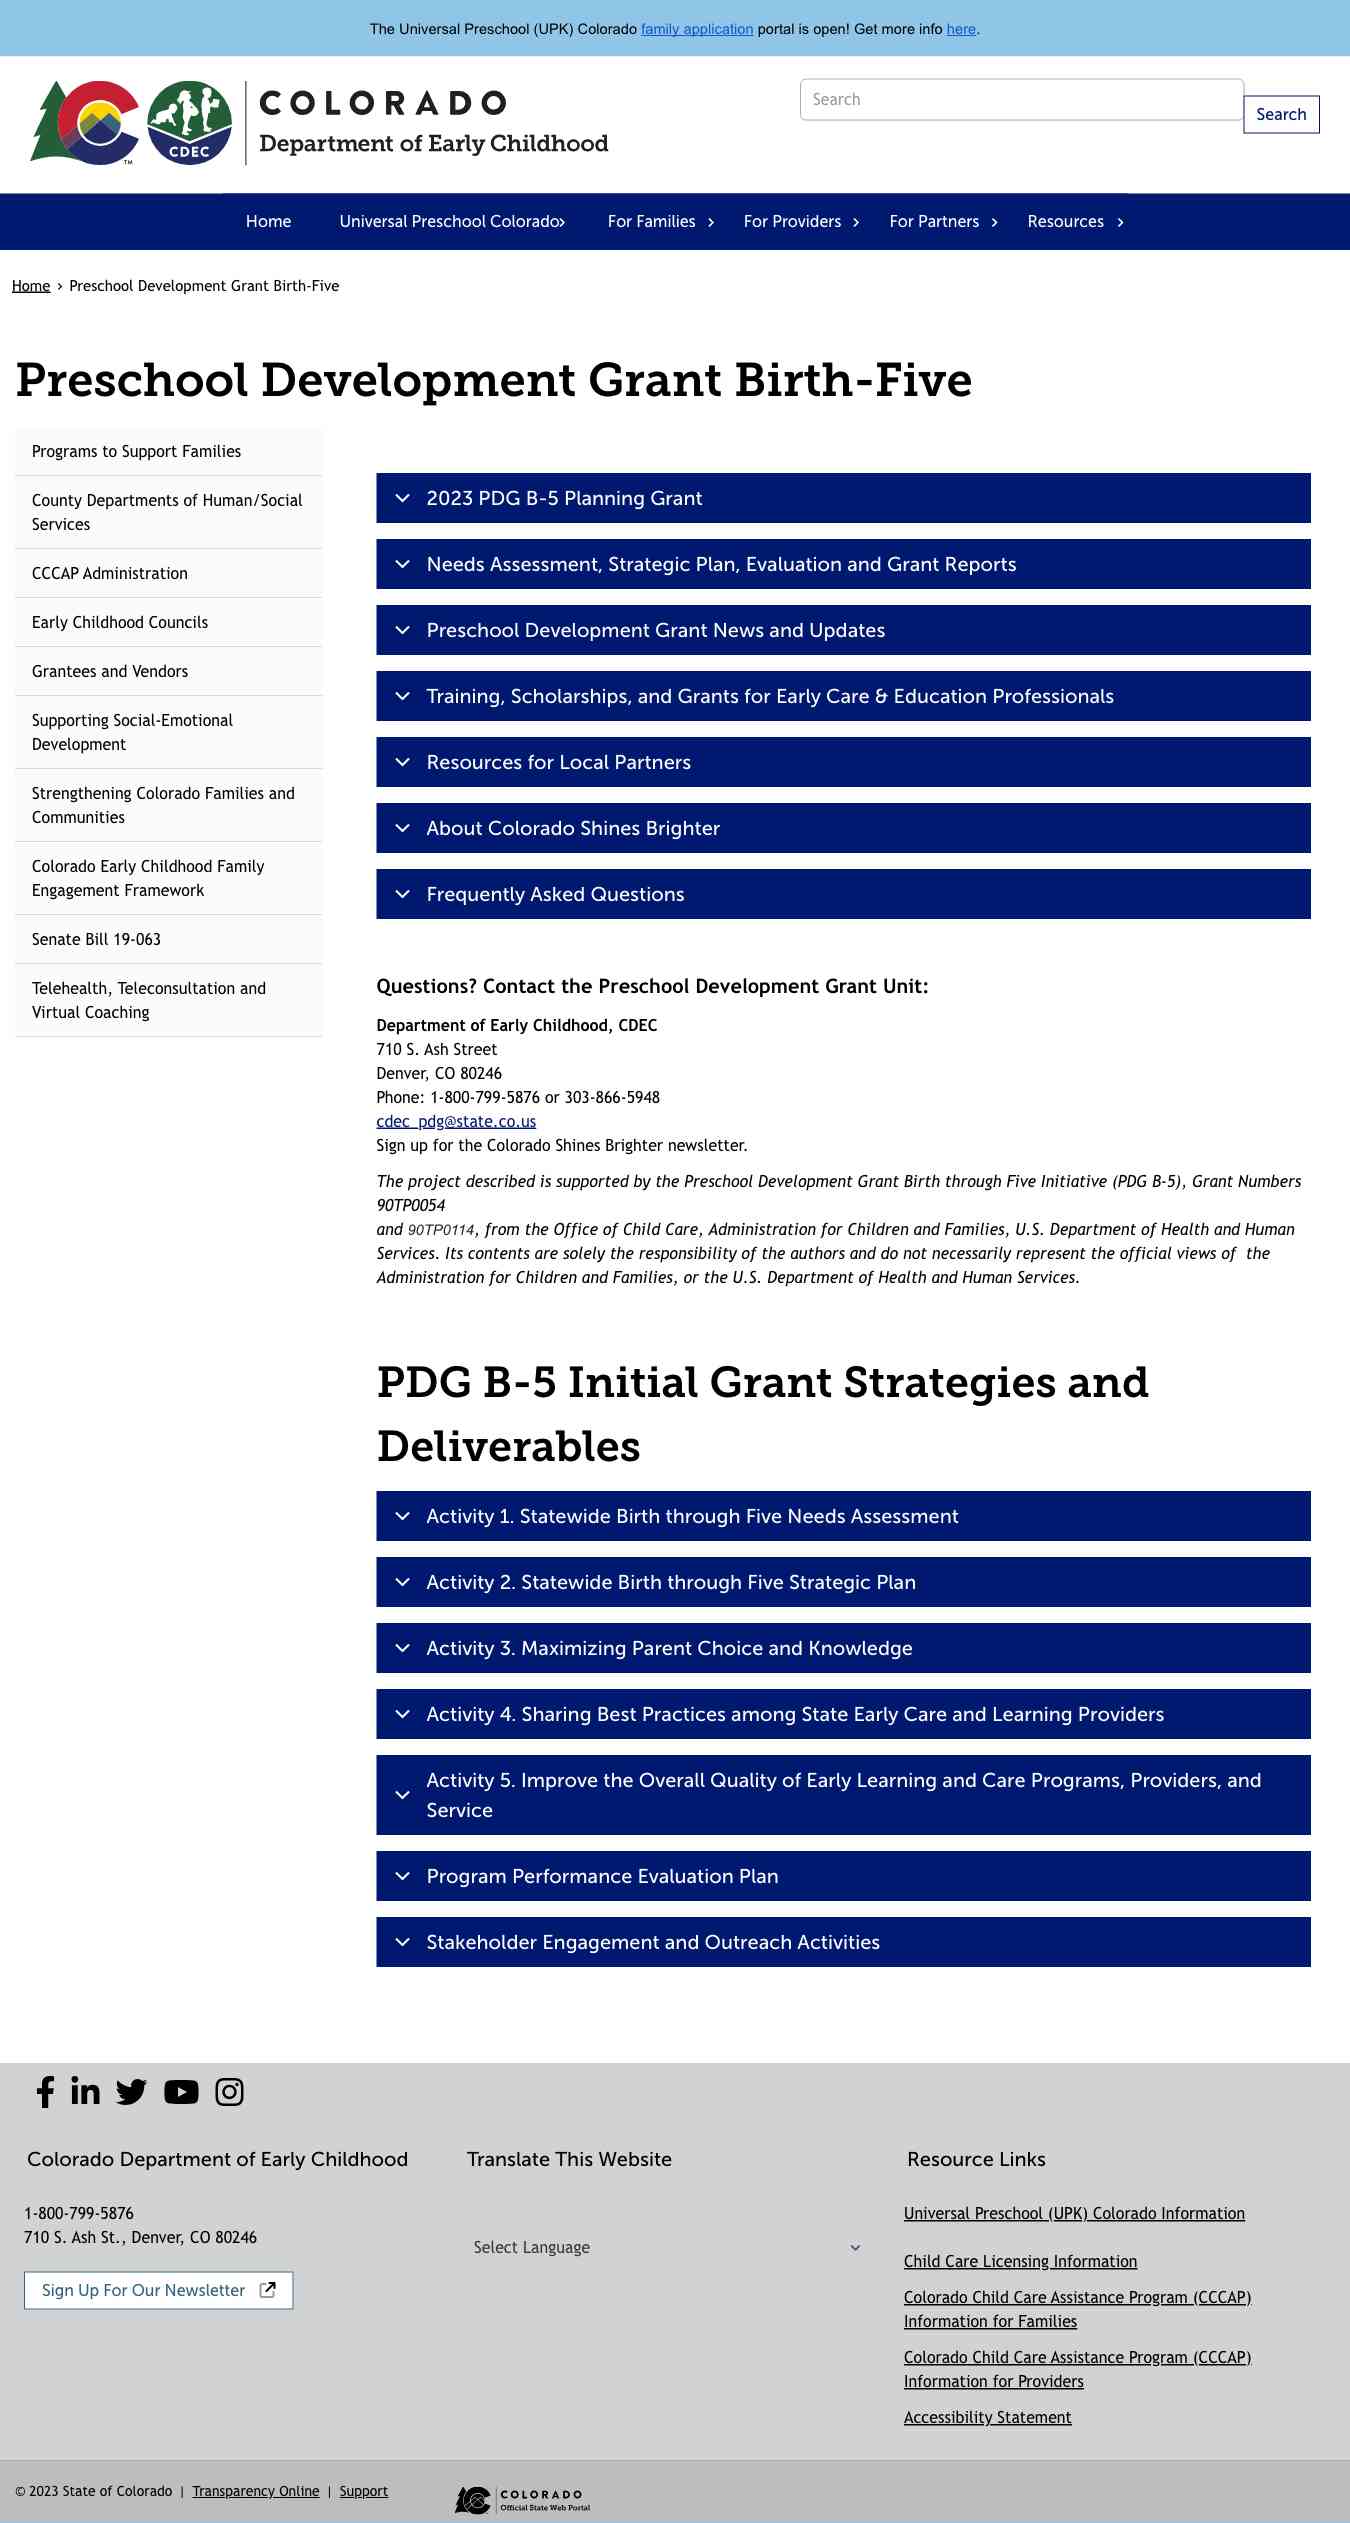 The Universal Preschool (UPK) Colorado family application portal is open! Get more info here.
CDEC
TM
COLORADO
Department of Early Childhood
Search
Search
Home
Universal Preschool Colorado
For Families
For Providers
For Partners
Resources
Home › Preschool Development Grant Birth-Five
Preschool Development Grant Birth-Five
Programs to Support Families
County Departments of Human/Social
Services
CCCAP Administration
Early Childhood Councils
Grantees and Vendors
Supporting Social-Emotional
Development
Strengthening Colorado Families and
Communities
Colorado Early Childhood Family
Engagement Framework
Senate Bill 19-063
Telehealth, Teleconsultation and
Virtual Coaching
2023 PDG B-5 Planning Grant
Needs Assessment, Strategic Plan, Evaluation and Grant Reports
Preschool Development Grant News and Updates
Training, Scholarships, and Grants for Early Care & Education Professionals
Resources for Local Partners
About Colorado Shines Brighter
Frequently Asked Questions
Questions? Contact the Preschool Development Grant Unit:
Department of Early Childhood, CDEC
710 S. Ash Street
Denver, CO 80246
Phone: 1-800-799-5876 or 303-866-5948
cdec_pdg@state.co.us
Sign up for the Colorado Shines Brighter newsletter.
The project described is supported by the Preschool Development Grant Birth through Five Initiative (PDG B-5), Grant Numbers
90TP0054
and 90TP0114, from the Office of Child Care, Administration for Children and Families, U.S. Department of Health and Human
Services. Its contents are solely the responsibility of the authors and do not necessarily represent the official views of  the
Administration for Children and Families, or the U.S. Department of Health and Human Services.
PDG B-5 Initial Grant Strategies and
Deliverables
Activity 1. Statewide Birth through Five Needs Assessment
Activity 2. Statewide Birth through Five Strategic Plan
Activity 3. Maximizing Parent Choice and Knowledge
Activity 4. Sharing Best Practices among State Early Care and Learning Providers
Activity 5. Improve the Overall Quality of Early Learning and Care Programs, Providers, and
Service
Program Performance Evaluation Plan
Stakeholder Engagement and Outreach Activities
Colorado Department of Early Childhood
1-800-799-5876
710 S. Ash St., Denver, CO 80246
Sign Up For Our Newsletter
Translate This Website
Select Language
Resource Links
Universal Preschool (UPK) Colorado Information
Child Care Licensing Information
Colorado Child Care Assistance Program (CCCAP)
Information for Families
Colorado Child Care Assistance Program (CCCAP)
Information for Providers
Accessibility Statement
© 2023 State of Colorado | Transparency Online | Support
COLORADO
Official State Web Portal